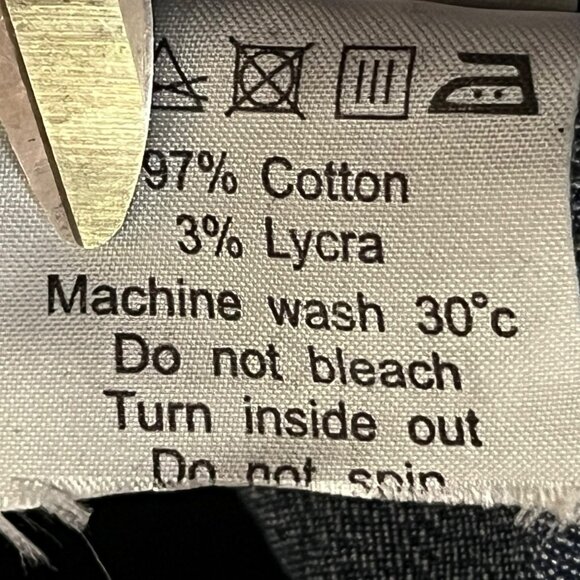 97% Cotton
3% Lycra
Machine wash 30°c
Do not bleach
Turn inside out
Do not spin